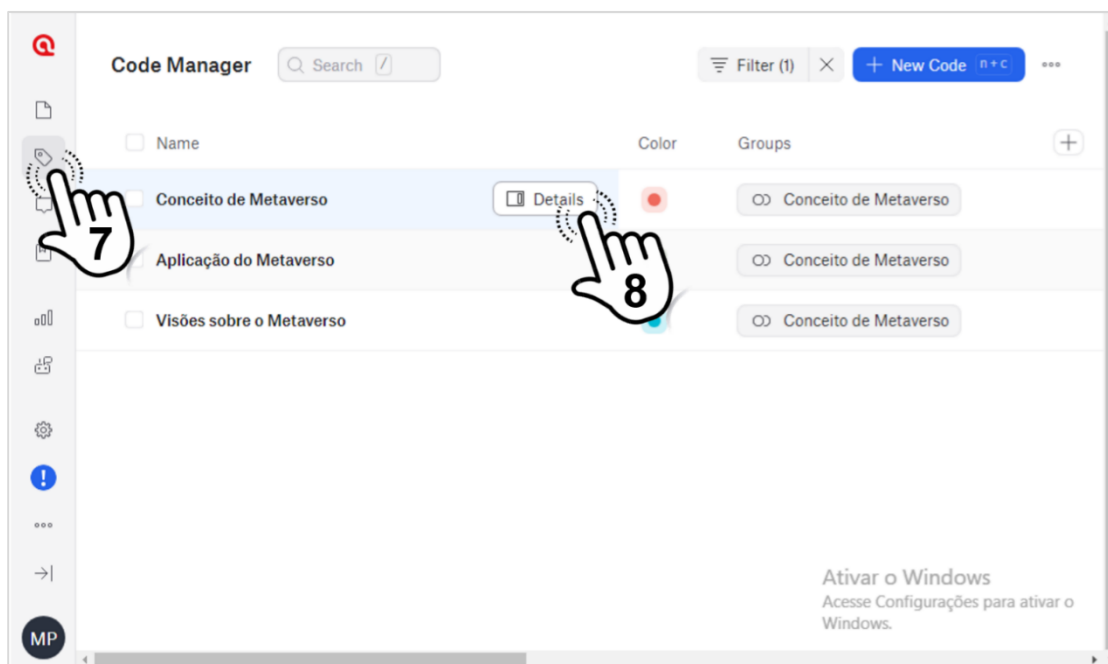 Code Manager
Search /
Filter (1)
+ New Code n+c
Name
Color
Groups
Conceito de Metaverso
Details
Conceito de Metaverso
7
8
Aplicação do Metaverso
Conceito de Metaverso
Visões sobre o Metaverso
Conceito de Metaverso
Ativar o Windows
Acesse Configurações para ativar o
Windows.
MP